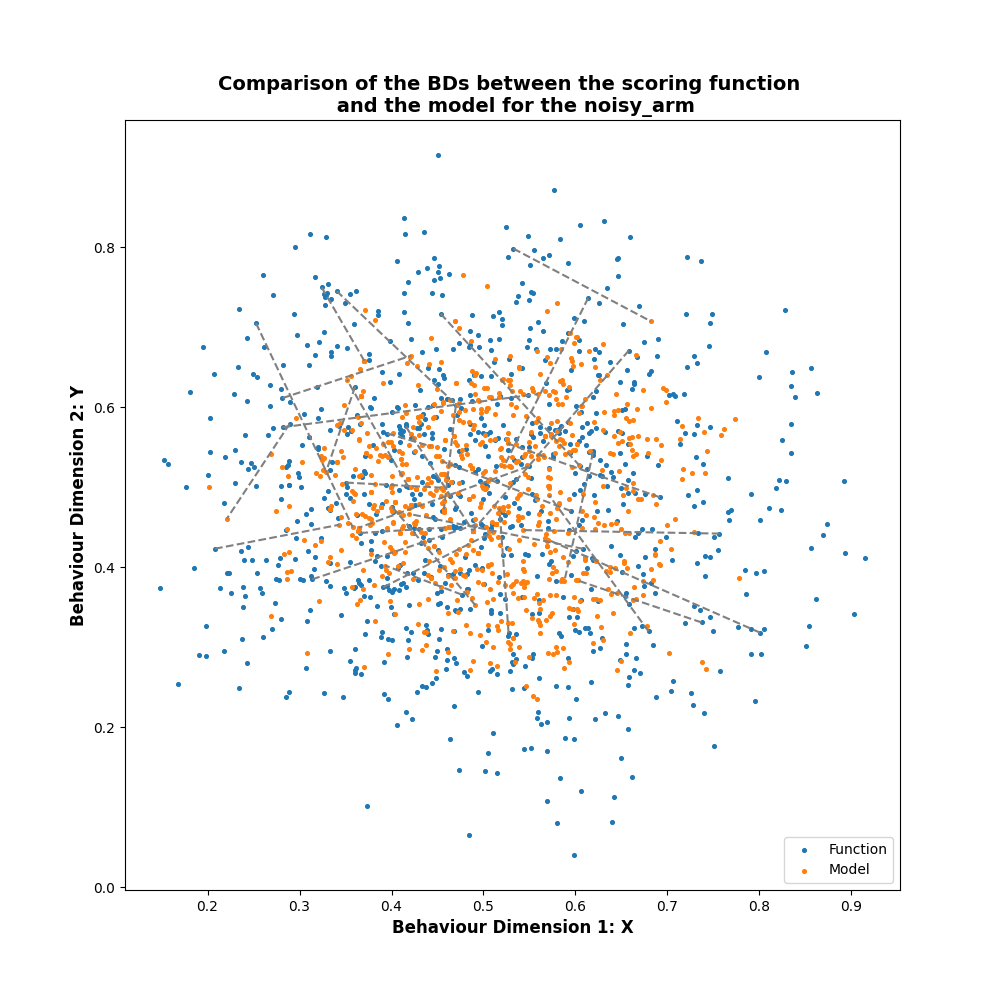 Comparison of the BDs between the scoring function
and the model for the noisy_arm
Behaviour Dimension 2: Y
0.8
0.6
0.4
0.2
0.0
0.2 0.3 0.4 0.5 0.6 0.7 0.8 0.9
Behaviour Dimension 1: X
Function
Model